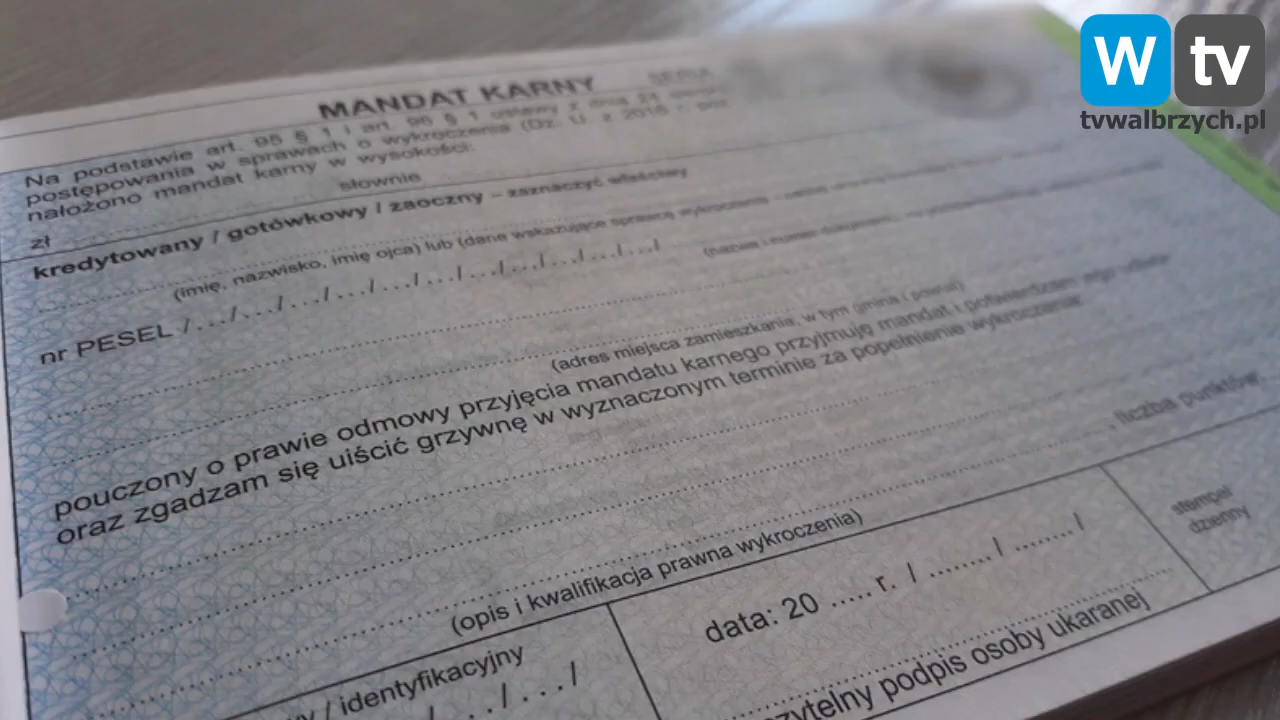 W tv
tvwalbrzych.pl
MANDAT KARNY SERIA
Na podstawie art. 95 § 1 i art. 96 § 1 ustawy z dnia 24
postępowania w sprawach o wykroczenia (Dz. U. z 2016 r. poz.
nałożono mandat karny w wysokości:
zł słownie
kredytowany / gotówkowy / zaoczny – zaznaczyć właściwy
(imię, nazwisko, imię ojca) lub (dane wskazujące sprawcę wykroczenia –
nr PESEL /.../.../.../.../.../.../.../.../.../.../.../
(adres miejsca zamieszkania, w tym gmina i powiat)
pouczony o prawie odmowy przyjęcia mandatu karnego przyjmuję mandat i potwierdzam jego odbiór
oraz zgadzam się uiścić grzywnę w wyznaczonym terminie za popełnienie wykroczenia:
, liczba punktów:
(opis i kwalifikacja prawna wykroczenia)
stempel
dzienny
data: 20 ..... r. / ........./ ......../
/ identyfikacyjny
/ . . . /
podpis osoby ukaranej